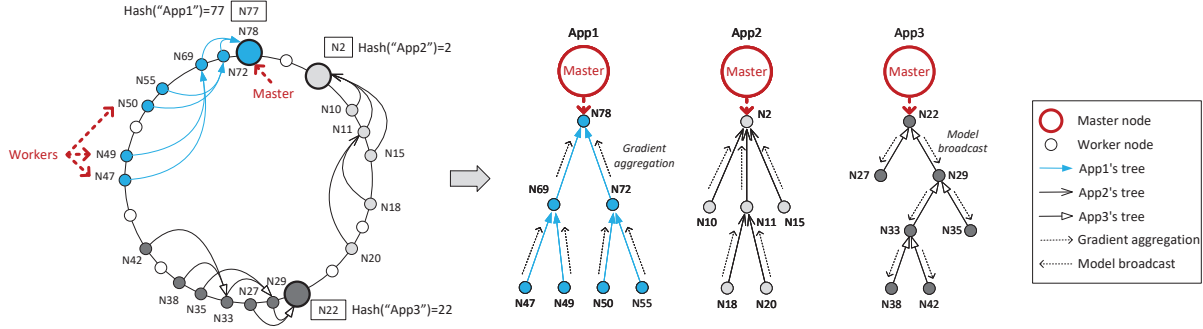 Hash("App1")=77
N77
N78
N69
N72
N55
N50
Workers
N49
N47
N42
N38
N35
N33
N27
N29
N22
Hash("App3")=22
N20
N18
N15
N11
N10
N2
Hash("App2")=2
Master
App1
Master
N78
Gradient
aggregation
N69
N72
N47
N49
N50
N55
App2
Master
N2
N10
N11
N15
N18
N20
App3
Master
N22
Model
broadcast
N27
N29
N33
N35
N38
N42
Master node
Worker node
App1's tree
App2's tree
App3's tree
Gradient aggregation
Model broadcast